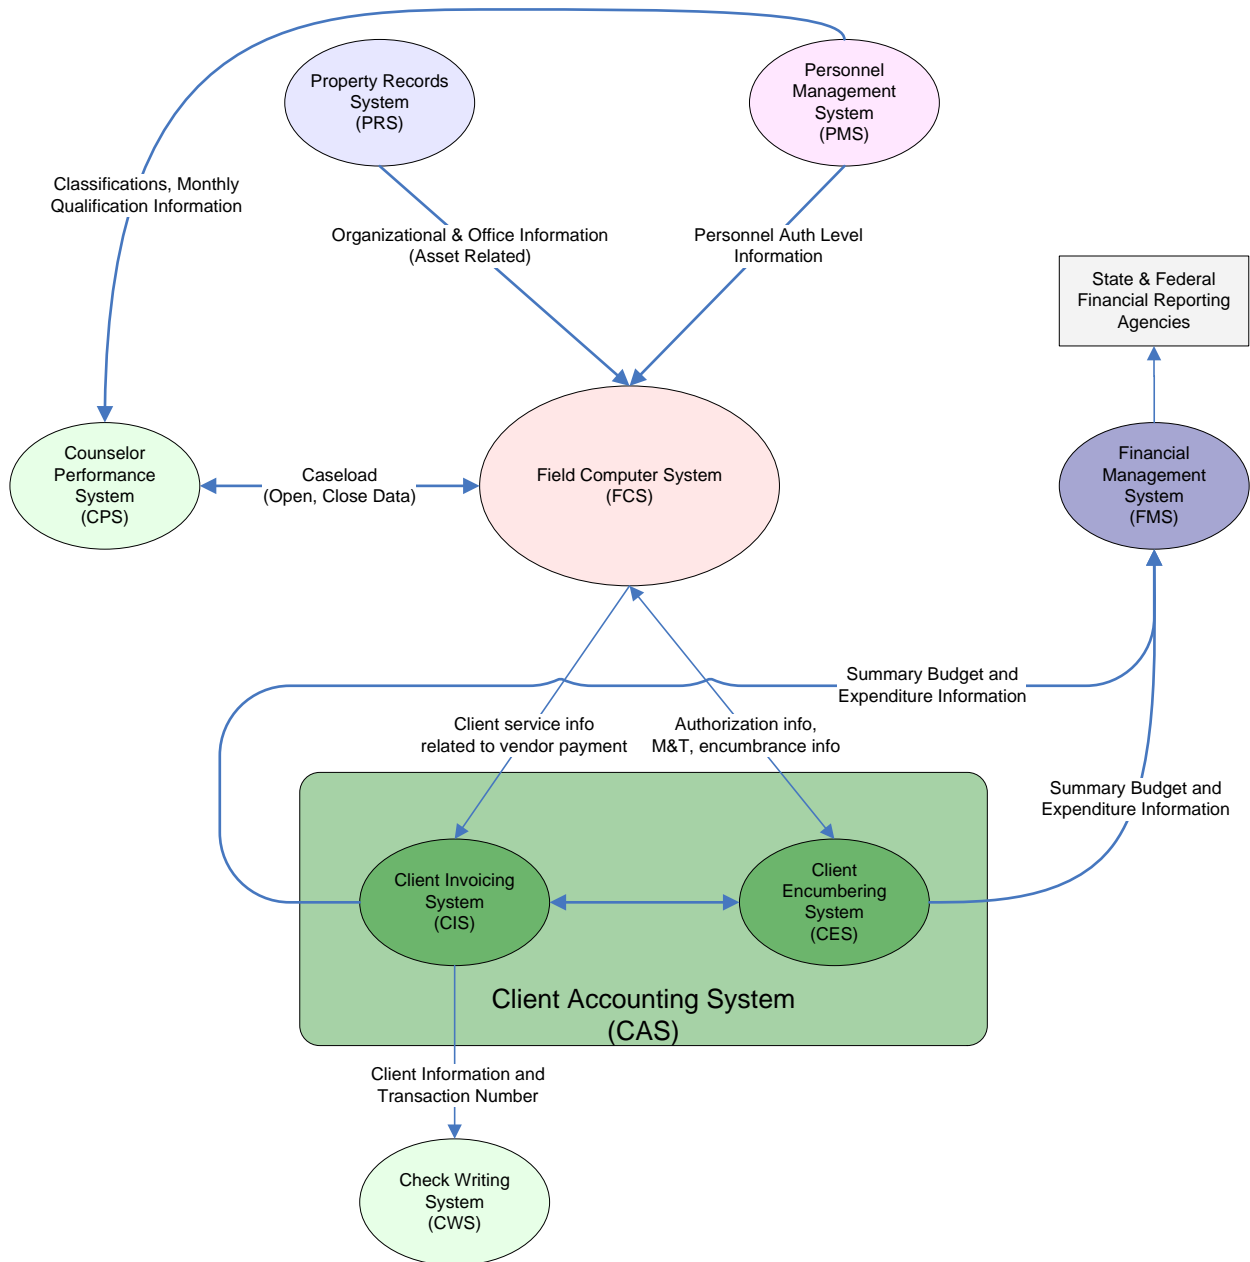 Property Records
System
(PRS)
Personnel
Management
System
(PMS)
Classifications, Monthly
Qualification Information
Organizational & Office Information
(Asset Related)
Personnel Auth Level
Information
State & Federal
Financial Reporting
Agencies
Counselor
Performance
System
(CPS)
Caseload
(Open, Close Data)
Field Computer System
(FCS)
Financial
Management
System
(FMS)
Summary Budget and
Expenditure Information
Client service info
related to vendor payment
Authorization info,
M&T, encumbrance info
Summary Budget and
Expenditure Information
Client Invoicing
System
(CIS)
Client
Encumbering
System
(CES)
Client Accounting System
(CAS)
Client Information and
Transaction Number
Check Writing
System
(CWS)